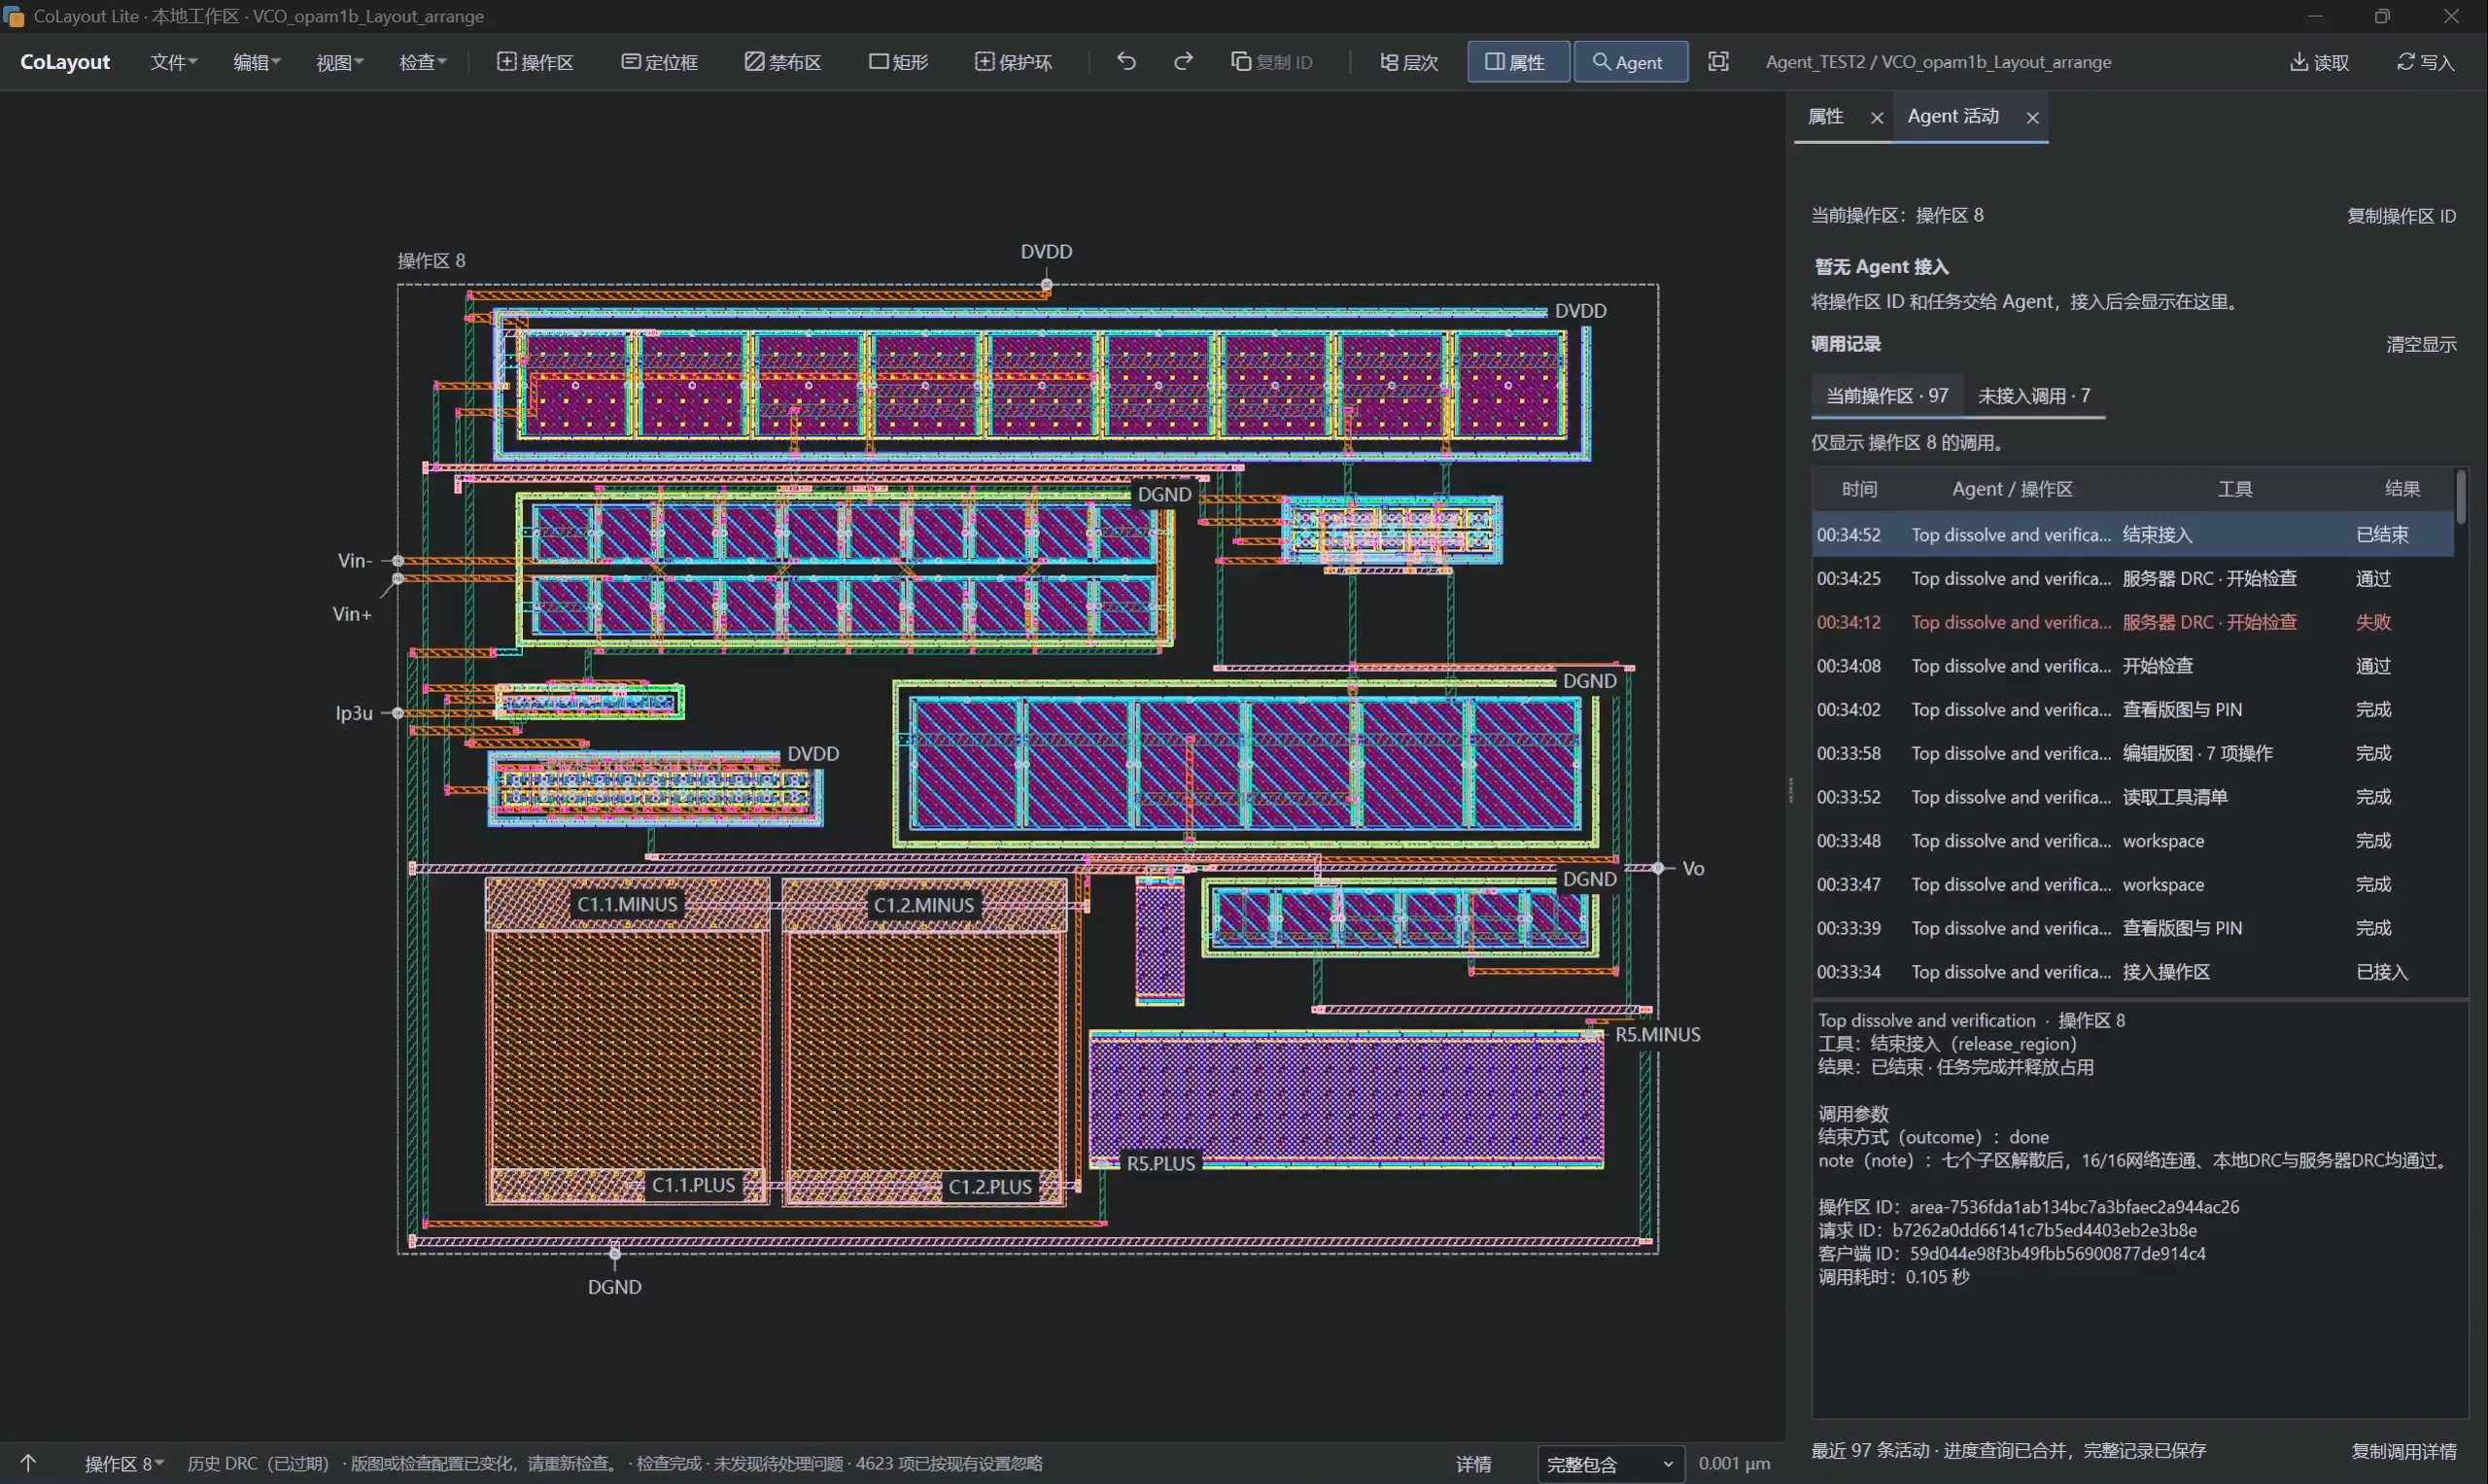 CoLayout Lite · 本地工作区 · VCO_opam1b_Layout_arrange
CoLayout 文件 编辑 视图 检查 操作区 定位框 禁布区 矩形 保护环 复制 ID 层次 属性 Agent Agent_TEST2 / VCO_opam1b_Layout_arrange 读取 写入
属性 Agent 活动
当前操作区：操作区 8 复制操作区 ID
暂无 Agent 接入
将操作区 ID 和任务交给 Agent，接入后会显示在这里。
调用记录 清空显示
当前操作区 · 97 未接入调用 · 7
仅显示 操作区 8 的调用。
时间 Agent / 操作区 工具 结果
00:34:52 Top dissolve and verifica... 结束接入 已结束
00:34:25 Top dissolve and verifica... 服务器 DRC · 开始检查 通过
00:34:12 Top dissolve and verifica... 服务器 DRC · 开始检查 失败
00:34:08 Top dissolve and verifica... 开始检查 通过
00:34:02 Top dissolve and verifica... 查看版图与 PIN 完成
00:33:58 Top dissolve and verifica... 编辑版图 · 7 项操作 完成
00:33:52 Top dissolve and verifica... 读取工具清单 完成
00:33:48 Top dissolve and verifica... workspace 完成
00:33:47 Top dissolve and verifica... workspace 完成
00:33:39 Top dissolve and verifica... 查看版图与 PIN 完成
00:33:34 Top dissolve and verifica... 接入操作区 已接入
Top dissolve and verification · 操作区 8
工具：结束接入（release_region）
结果：已结束 · 任务完成并释放占用
调用参数
结束方式（outcome）：done
note（note）：七个子区解散后，16/16网络连通、本地DRC与服务器DRC均通过。
操作区 ID：area-7536fda1ab134bc7a3bfaec2a944ac26
请求 ID：b7262a0dd66141c7b5ed4403eb2e3b8e
客户端 ID：59d044e98f3b49fbb56900877de914c4
调用耗时：0.105 秒
最近 97 条活动 · 进度查询已合并，完整记录已保存 复制调用详情
操作区 8
DVDD
DVDD
DGND
Vin-
Vin+
DGND
Ip3u
DVDD
Vo
DGND
C1.1.MINUS
C1.2.MINUS
R5.MINUS
R5.PLUS
C1.1.PLUS
C1.2.PLUS
DGND
操作区 8 历史 DRC（已过期） · 版图或检查配置已变化，请重新检查。 · 检查完成 · 未发现待处理问题 · 4623 项已按现有设置忽略 详情 完整包含 0.001 µm